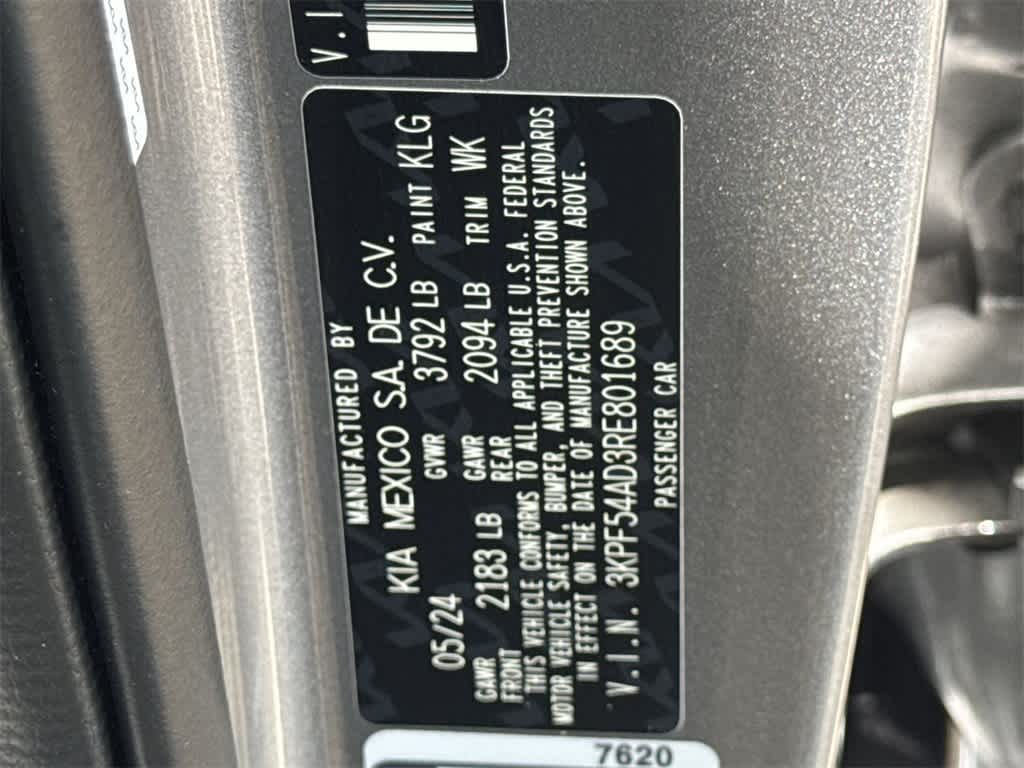 V.I
MANUFACTURED BY
KIA MEXICO S.A. DE C.V.
05/24 GVWR 3792 LB PAINT KLG
GAWR FRONT 2183 LB GAWR REAR 2094 LB TRIM WK
THIS VEHICLE CONFORMS TO ALL APPLICABLE U.S.A. FEDERAL
MOTOR VEHICLE SAFETY, BUMPER, AND THEFT PREVENTION STANDARDS
IN EFFECT ON THE DATE OF MANUFACTURE SHOWN ABOVE.
V.I.N. 3KPF54AD3RE801689
PASSENGER CAR
7620